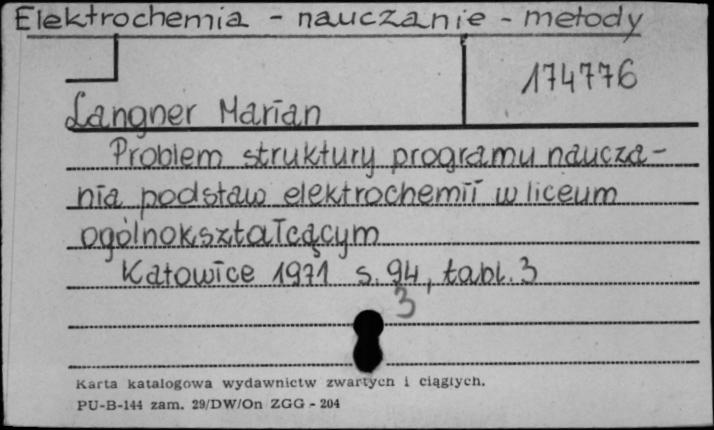 Elektrochemia - nauczanie - metody
174776
Langner Marian
Problem struktury programu naucza-
nia podstaw elektrochemii w liceum
ogólnokształcącym
Katowice 1971 s. 94, tabl. 3
3
Karta katalogowa wydawnictw zwartych i ciągłych.
PU-B-144 zam. 29/DW/On ZGG - 204